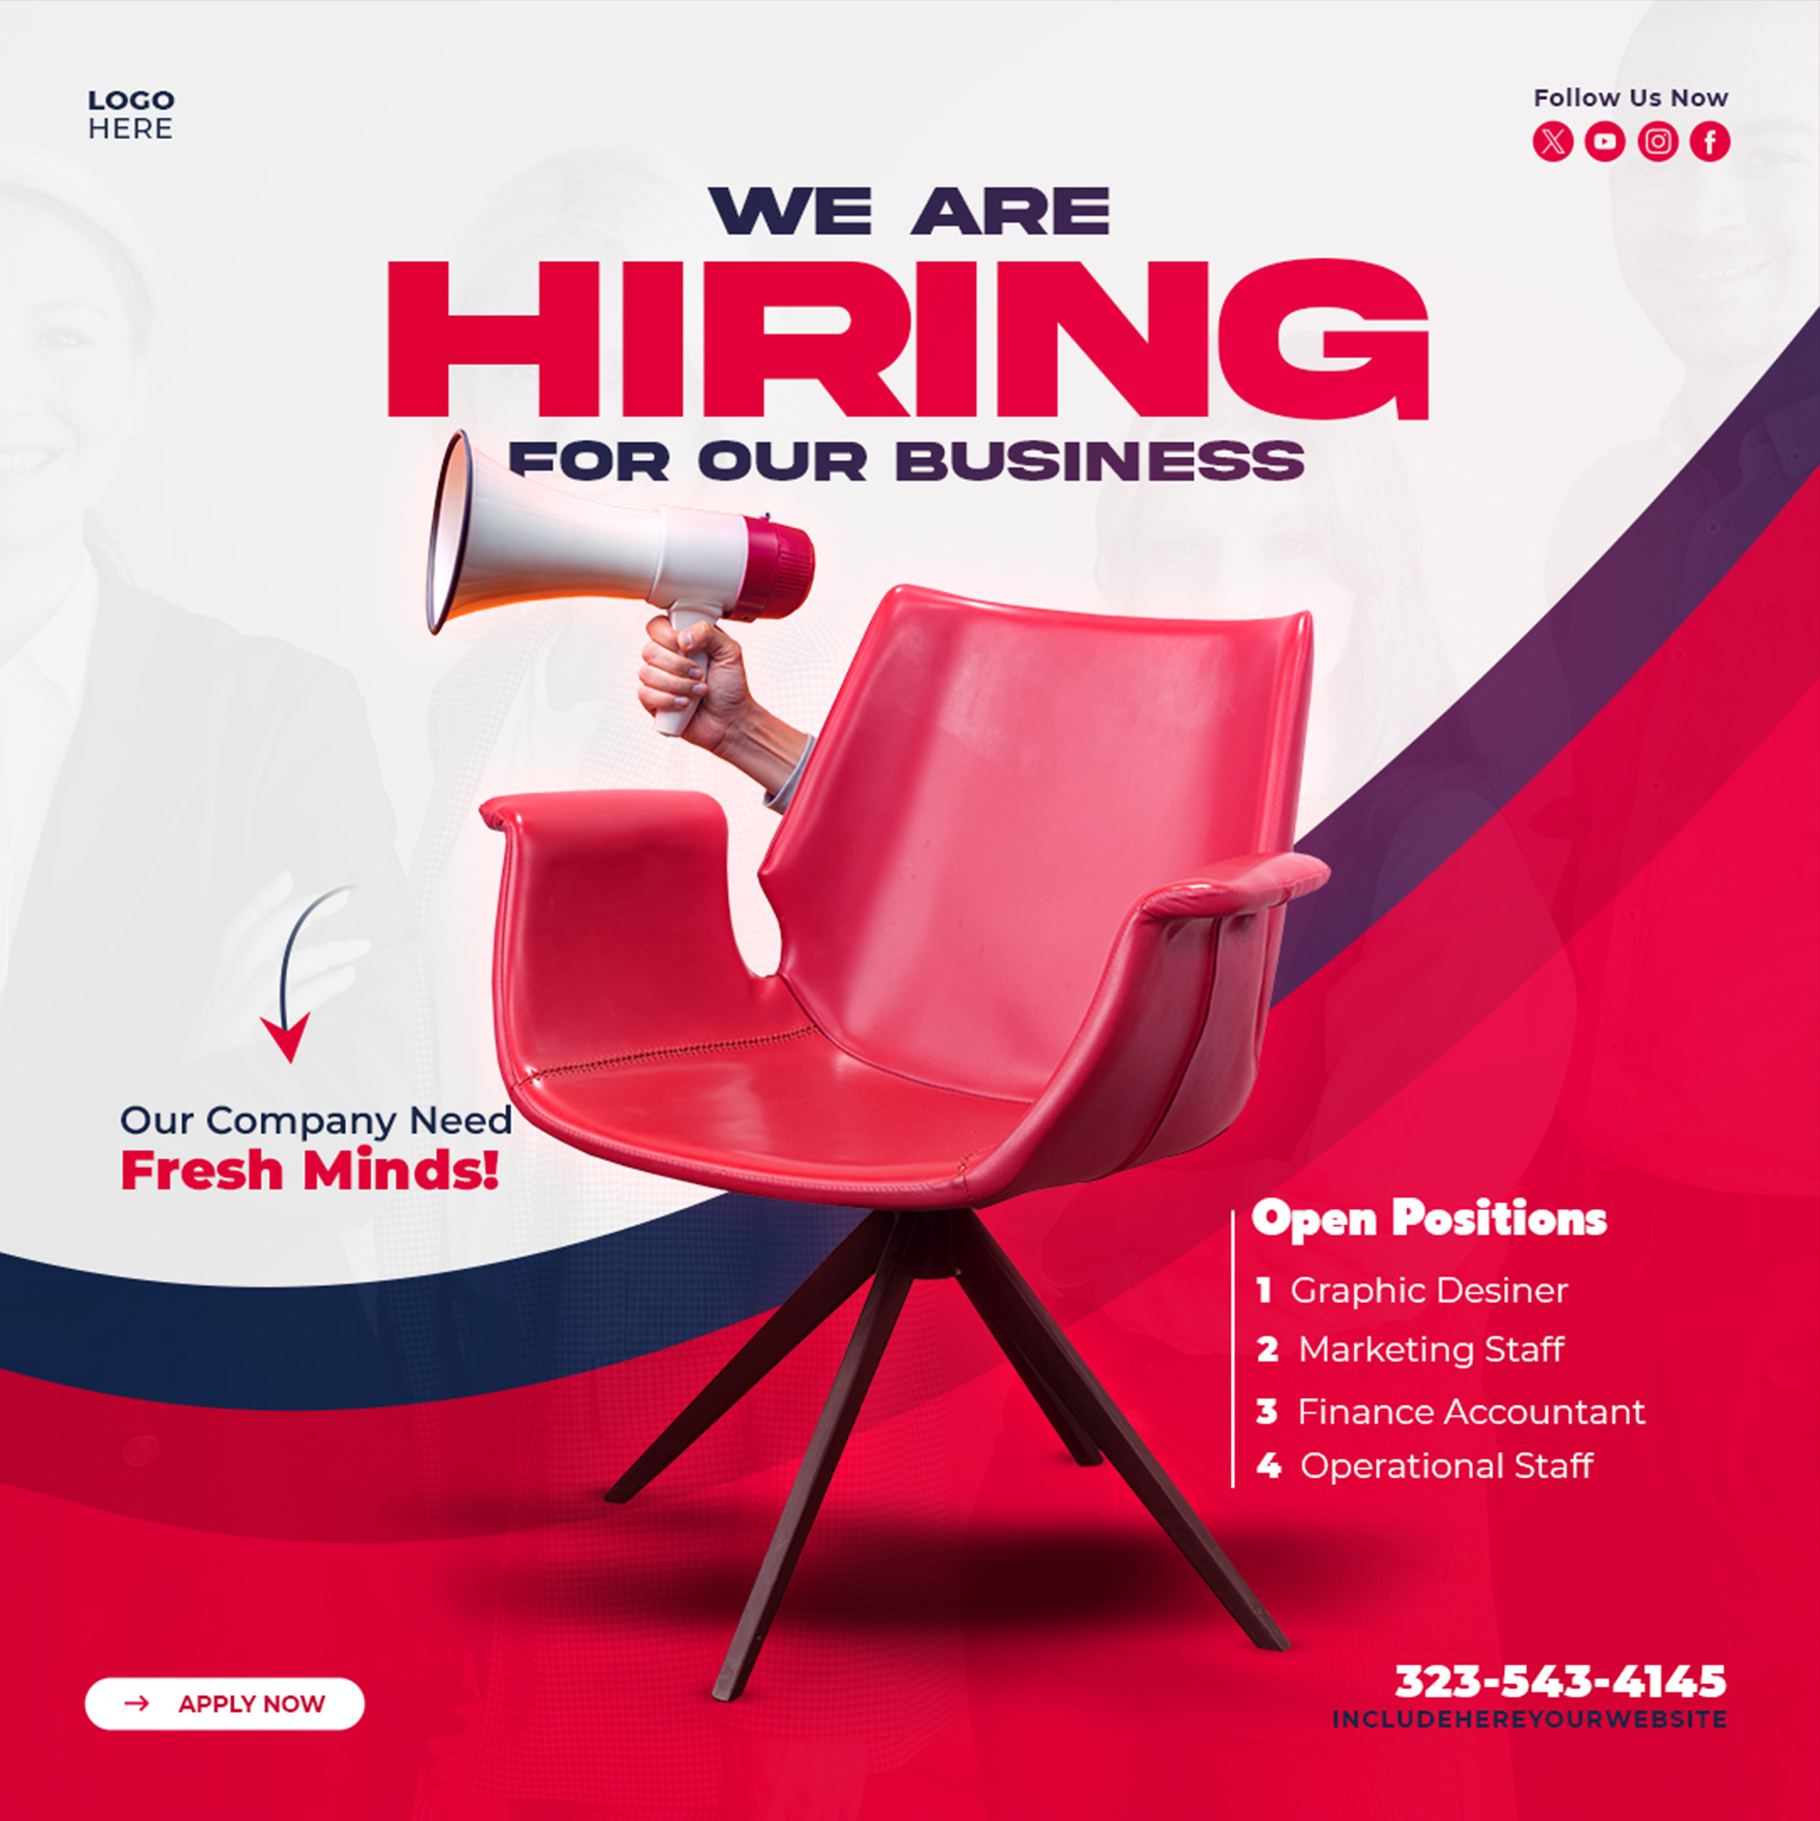 LOGO
HERE
Follow Us Now
WE ARE
HIRING
FOR OUR BUSINESS
Our Company Need
Fresh Minds!
Open Positions
1 Graphic Desiner
2 Marketing Staff
3 Finance Accountant
4 Operational Staff
APPLY NOW
323-543-4145
INCLUDEHEREYOURWEBSITE